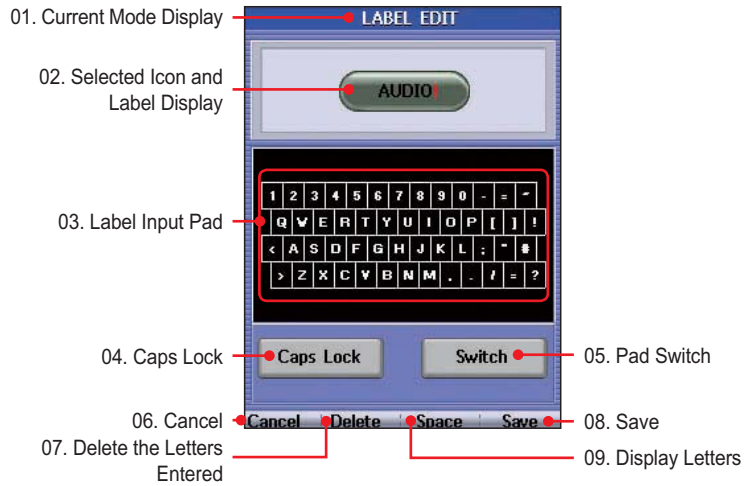 01. Current Mode Display
LABEL EDIT
02. Selected Icon and
Label Display
AUDIO
03. Label Input Pad
1 2 3 4 5 6 7 8 9 0 - = ~
Q W E R T Y U I O P [ ] !
< A S D F G H J K L ; " #
> Z X C V B N M . . / = ?
04. Caps Lock
Caps Lock
Switch
05. Pad Switch
06. Cancel
Cancel Delete Space Save
08. Save
07. Delete the Letters
Entered
09. Display Letters